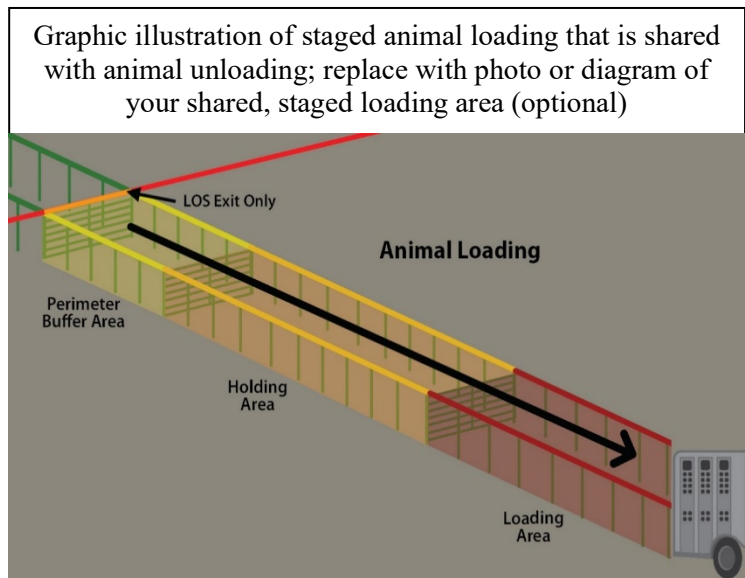 Graphic illustration of staged animal loading that is shared
with animal unloading; replace with photo or diagram of
your shared, staged loading area (optional)
LOS Exit Only
Animal Loading
Perimeter
Buffer Area
Holding
Area
Loading
Area